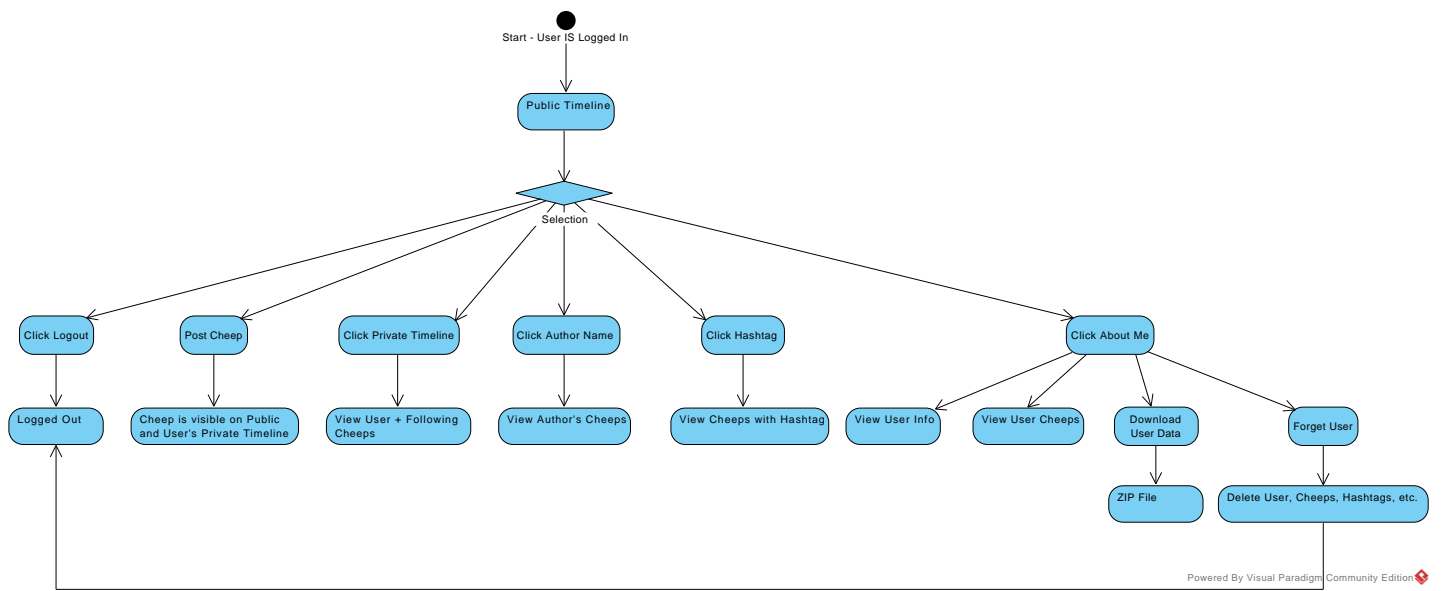 Start - User IS Logged In
Public Timeline
Selection
Click Logout
Post Cheep
Click Private Timeline
Click Author Name
Click Hashtag
Click About Me
Logged Out
Cheep is visible on Public
and User's Private Timeline
View User + Following
Cheeps
View Author's Cheeps
View Cheeps with Hashtag
View User Info
View User Cheeps
Download
User Data
Forget User
ZIP File
Delete User, Cheeps, Hashtags, etc.
Powered By Visual Paradigm Community Edition